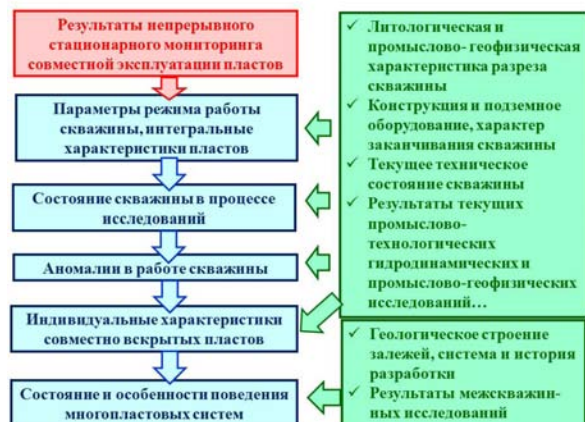 Результаты непрерывного
стационарного мониторинга
совместной эксплуатации пластов
Параметры режима работы
скважины, интегральные
характеристики пластов
Состояние скважины в процессе
исследований
Аномалии в работе скважины
Индивидуальные характеристики
совместно вскрытых пластов
Состояние и особенности поведения
многопластовых систем
✓ Литологическая и
промыслово- геофизическая
характеристика разреза
скважины
✓ Конструкция и подземное
оборудование, характер
заканчивания скважины
✓ Текущее техническое
состояние скважины
✓ Результаты текущих
промыслово-
технологических
гидродинамических и
промыслово-геофизических
исследований…
✓ Геологическое строение
залежей, система и история
разработки
✓ Результаты межскважин-
ных исследований